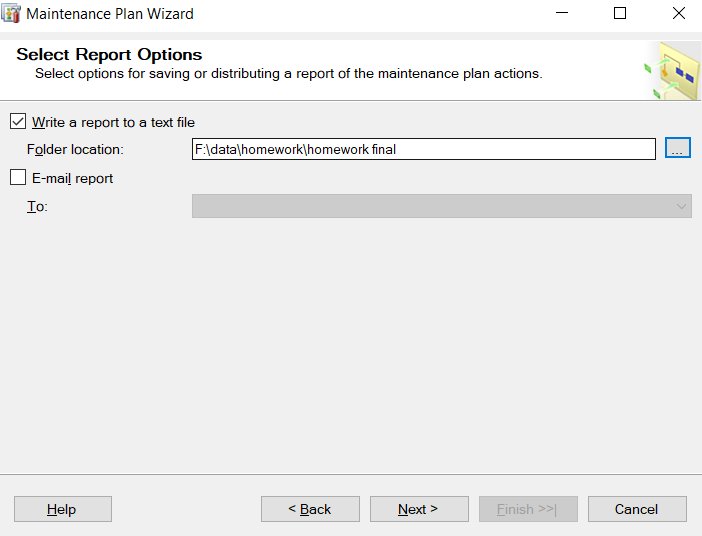 Maintenance Plan Wizard
Select Report Options
Select options for saving or distributing a report of the maintenance plan actions.
Write a report to a text file
Folder location:
F:\data\homework\homework final
...
E-mail report
To:
Help
< Back
Next >
Finish >>|
Cancel